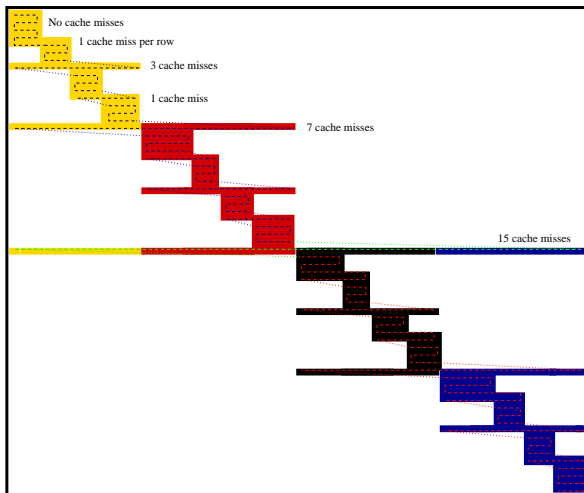 No cache misses
1 cache miss per row
3 cache misses
1 cache miss
7 cache misses
15 cache misses